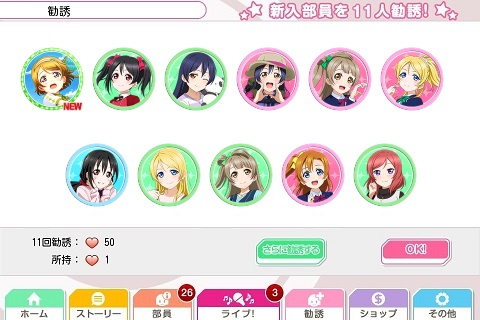 勧誘
新入部員を11人勧誘!
NEW
11回勧誘： 50
所持： 1
さらに勧誘する
OK!
26
3
ホーム
ストーリー
部員
ライブ!
勧誘
ショップ
その他